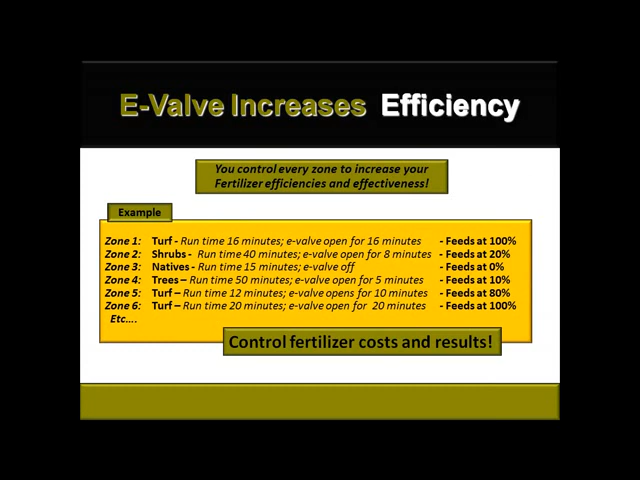 E-Valve Increases Efficiency
You control every zone to increase your
Fertilizer efficiencies and effectiveness!
Example
Zone 1: Turf - Run time 16 minutes; e-valve open for 16 minutes - Feeds at 100%
Zone 2: Shrubs - Run time 40 minutes; e-valve open for 8 minutes - Feeds at 20%
Zone 3: Natives - Run time 15 minutes; e-valve off - Feeds at 0%
Zone 4: Trees – Run time 50 minutes; e-valve open for 5 minutes - Feeds at 10%
Zone 5: Turf – Run time 12 minutes; e-valve opens for 10 minutes - Feeds at 80%
Zone 6: Turf – Run time 20 minutes; e-valve open for 20 minutes - Feeds at 100%
Etc….
Control fertilizer costs and results!